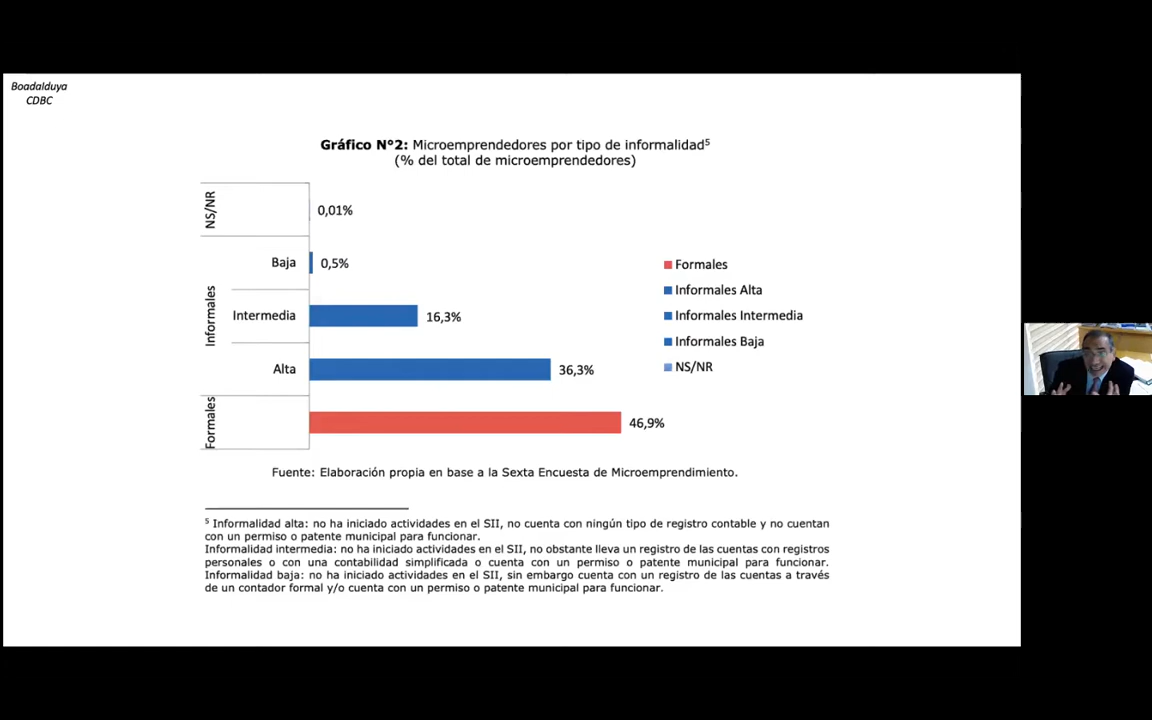 Boadalduya
CDBC
Gráfico N°2: Microemprendedores por tipo de informalidad⁵
(% del total de microemprendedores)
NS/NR
0,01%
Informales
Baja
0,5%
Intermedia
16,3%
Alta
36,3%
Formales
46,9%
Formales
Informales Alta
Informales Intermedia
Informales Baja
NS/NR
Fuente: Elaboración propia en base a la Sexta Encuesta de Microemprendimiento.
⁵ Informalidad alta: no ha iniciado actividades en el SII, no cuenta con ningún tipo de registro contable y no cuentan
con un permiso o patente municipal para funcionar.
Informalidad intermedia: no ha iniciado actividades en el SII, no obstante lleva un registro de las cuentas con registros
personales o con una contabilidad simplificada o cuenta con un permiso o patente municipal para funcionar.
Informalidad baja: no ha iniciado actividades en el SII, sin embargo cuenta con un registro de las cuentas a través
de un contador formal y/o cuenta con un permiso o patente municipal para funcionar.